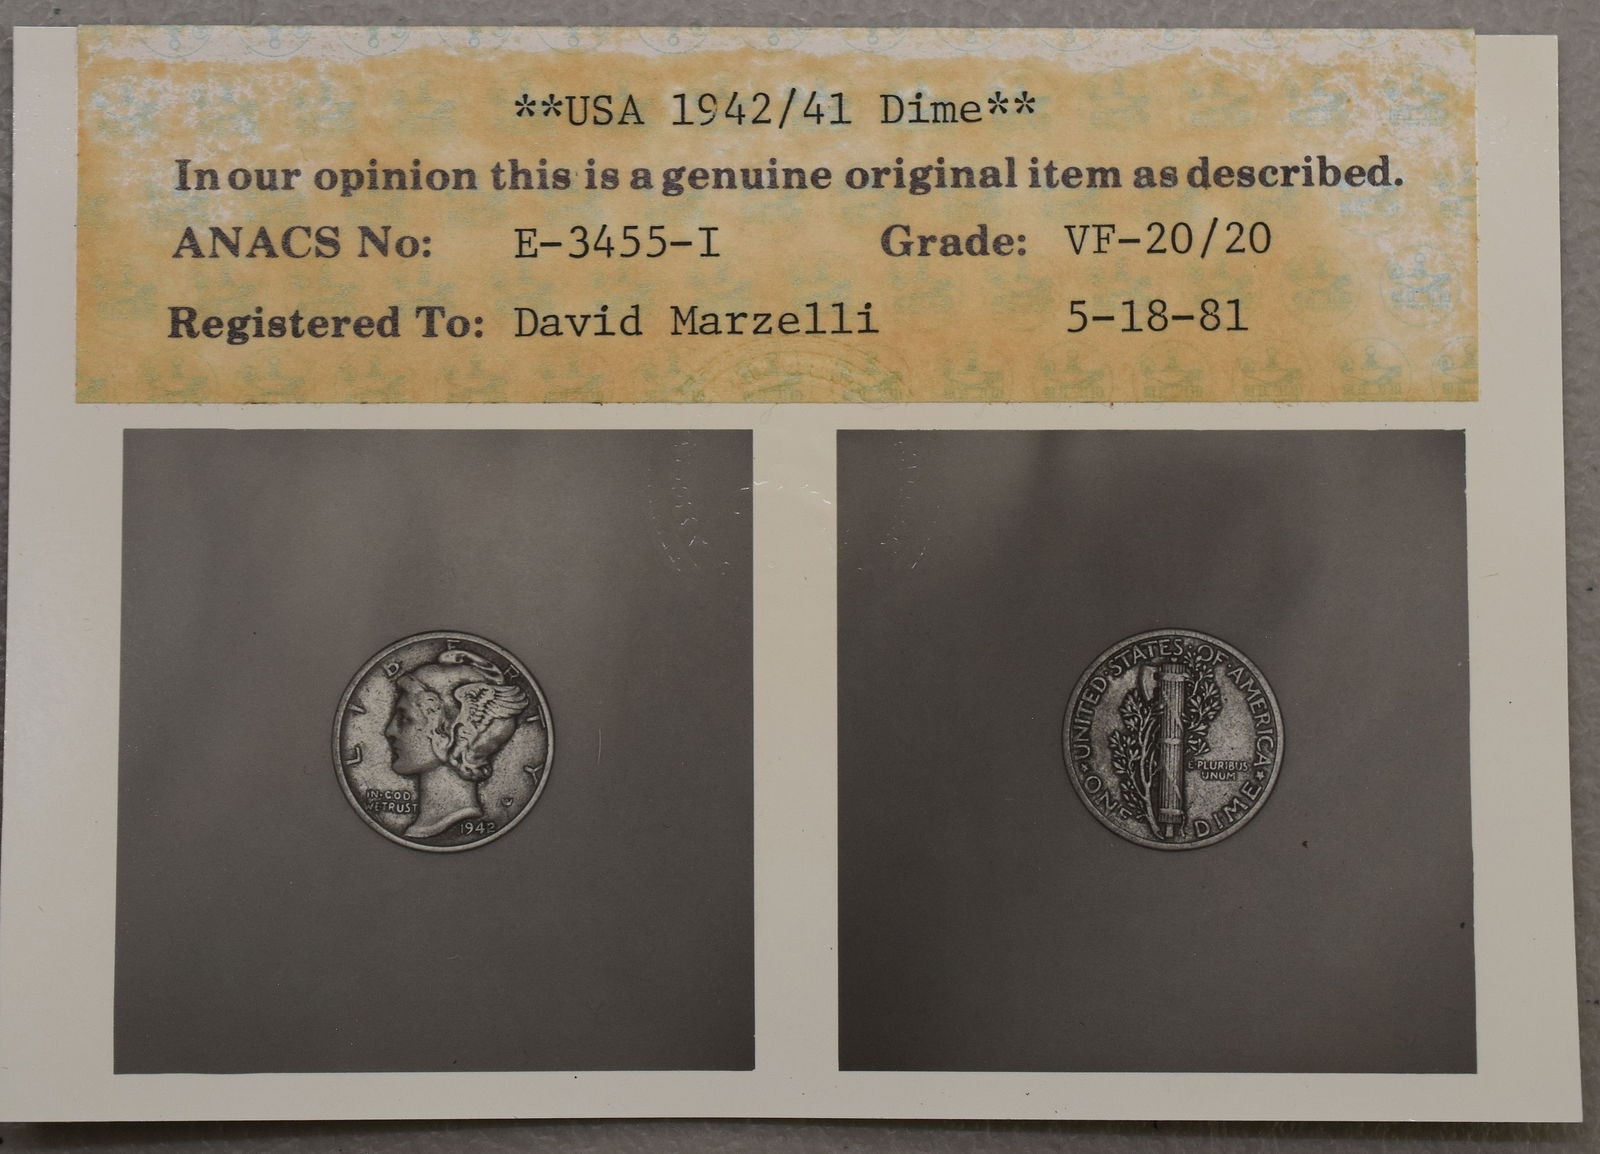 **USA 1942/41 Dime**
In our opinion this is a genuine original item as described.
ANACS No: E-3455-I Grade: VF-20/20
Registered To: David Marzelli 5-18-81
LIBERTY
IN·GOD
WE TRUST
1942
UNITED·STATES·OF·AMERICA
E PLURIBUS
UNUM
ONE DIME